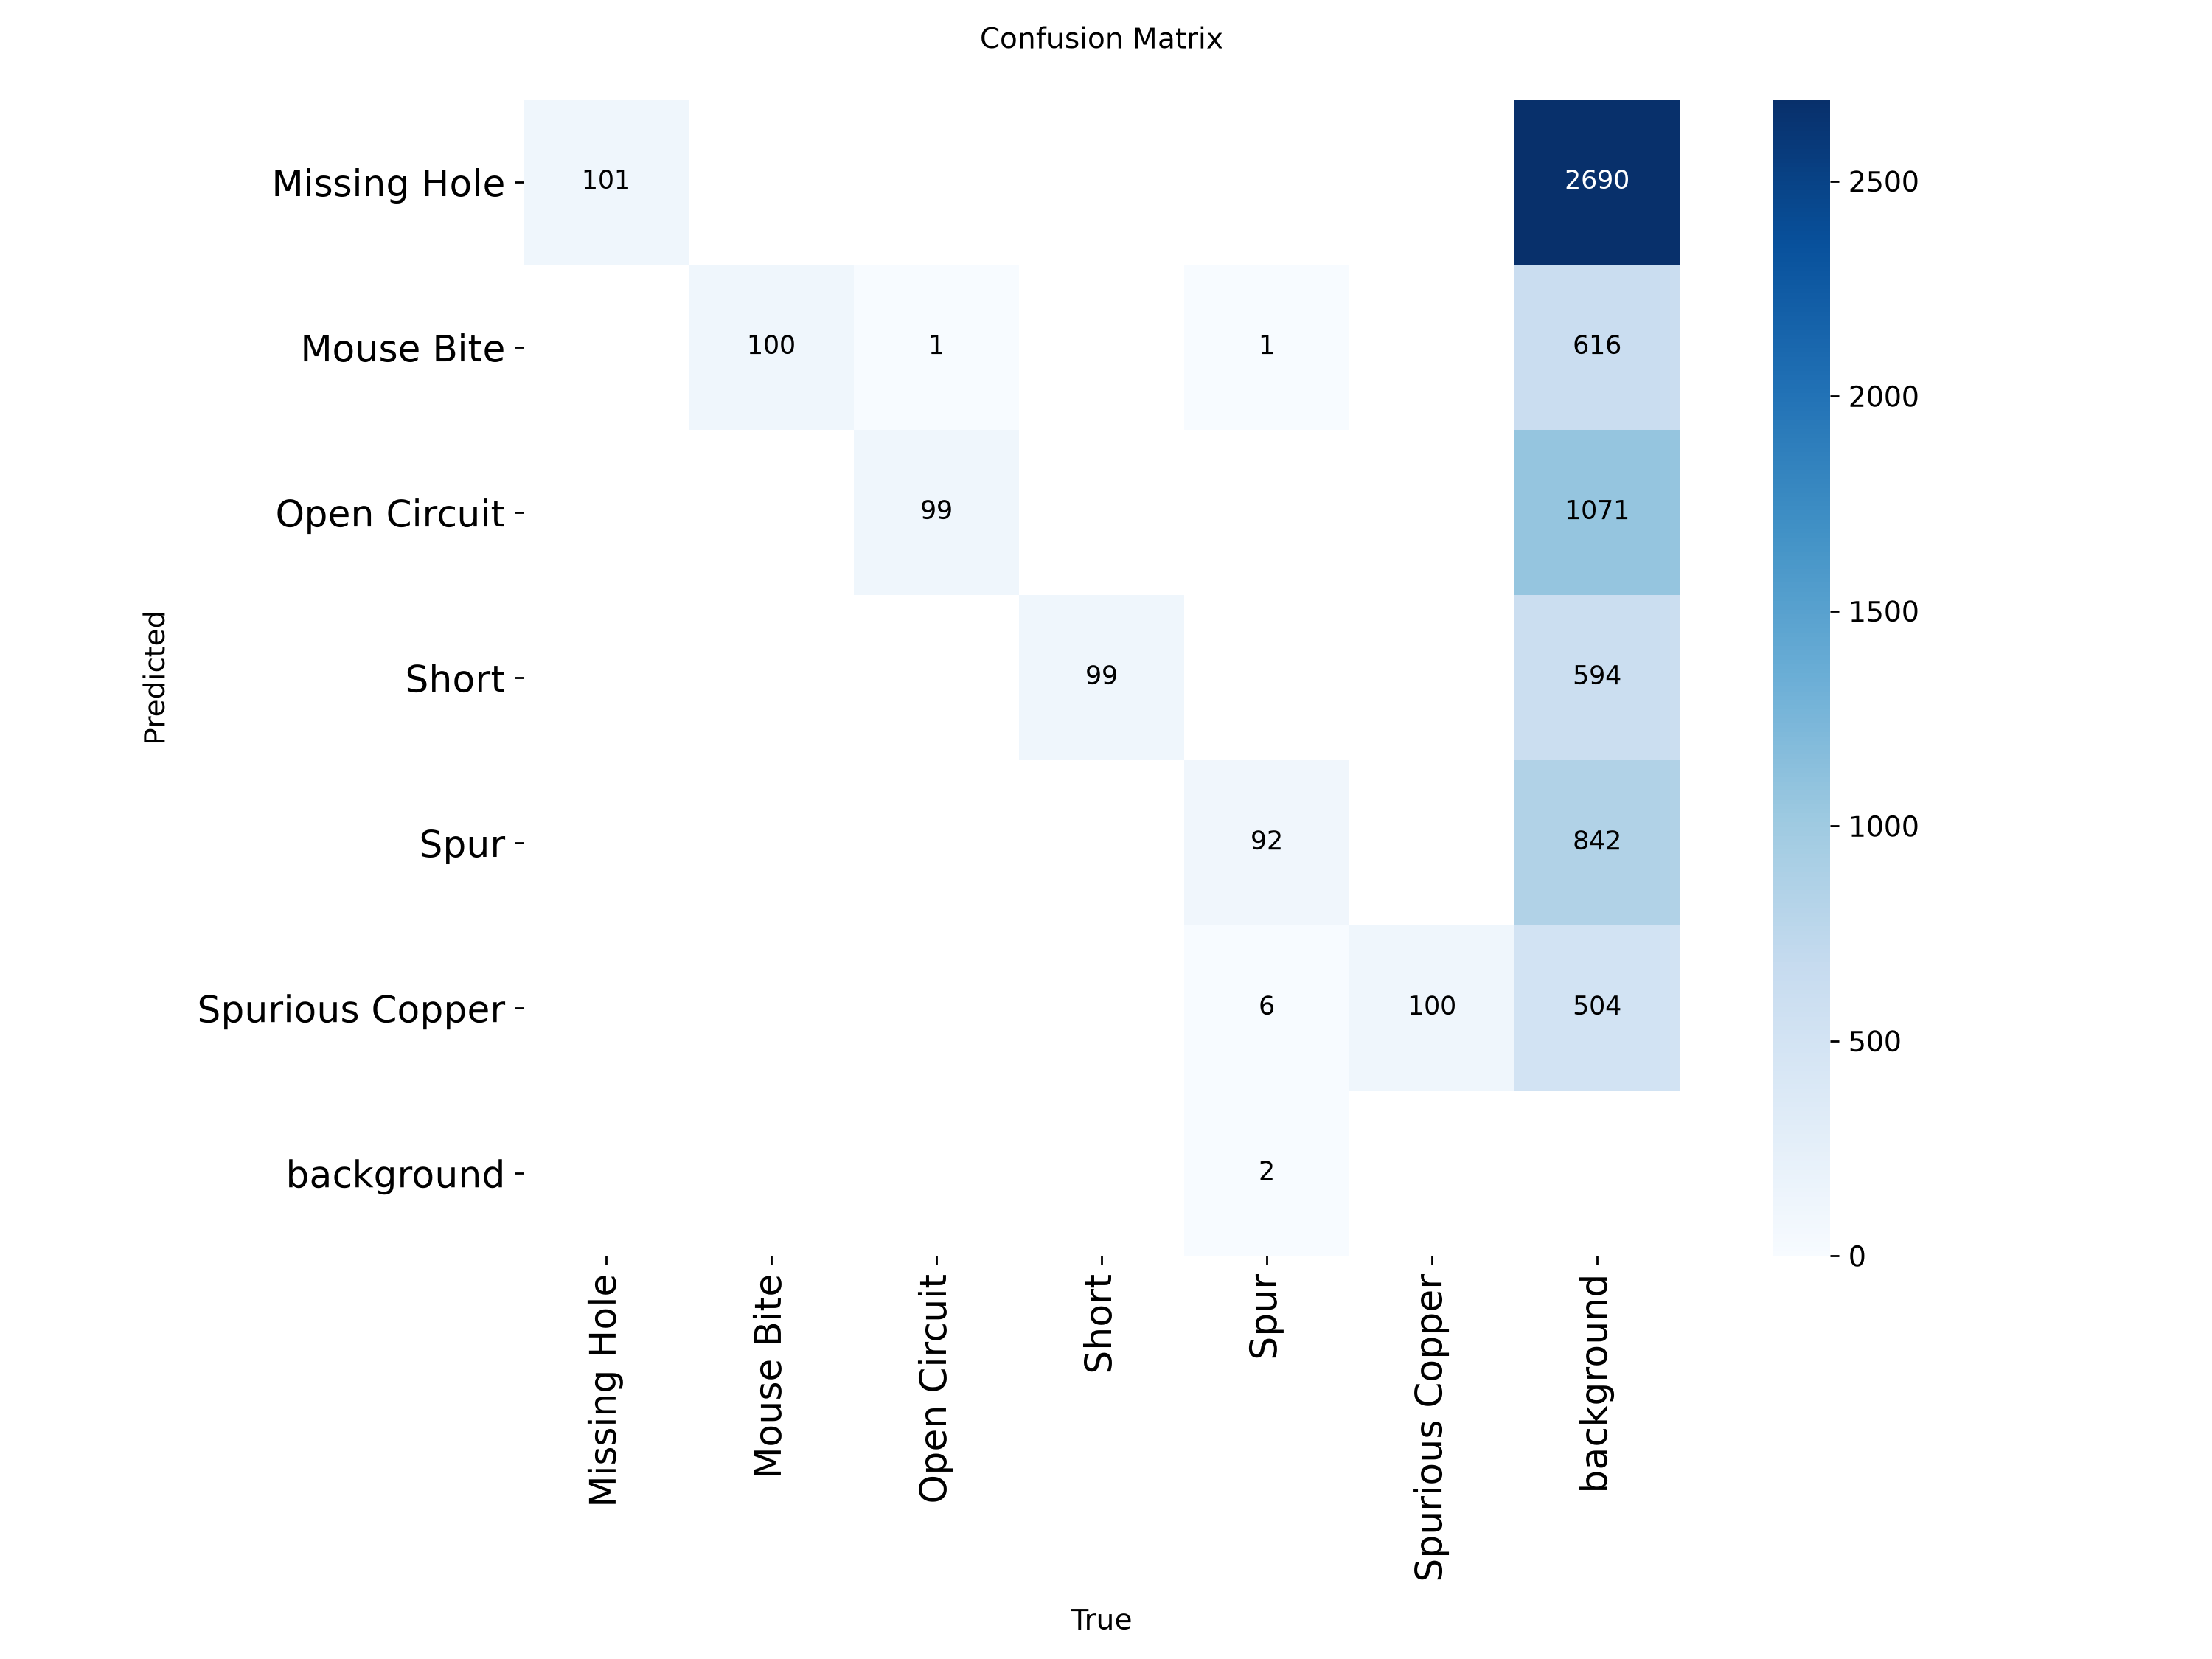 Confusion Matrix
Missing Hole 101 2690
Mouse Bite 100 1 1 616
Open Circuit 99 1071
Short 99 594
Spur 92 842
Spurious Copper 6 100 504
background 2
Predicted
Missing Hole
Mouse Bite
Open Circuit
Short
Spur
Spurious Copper
background
True
2500
2000
1500
1000
500
0